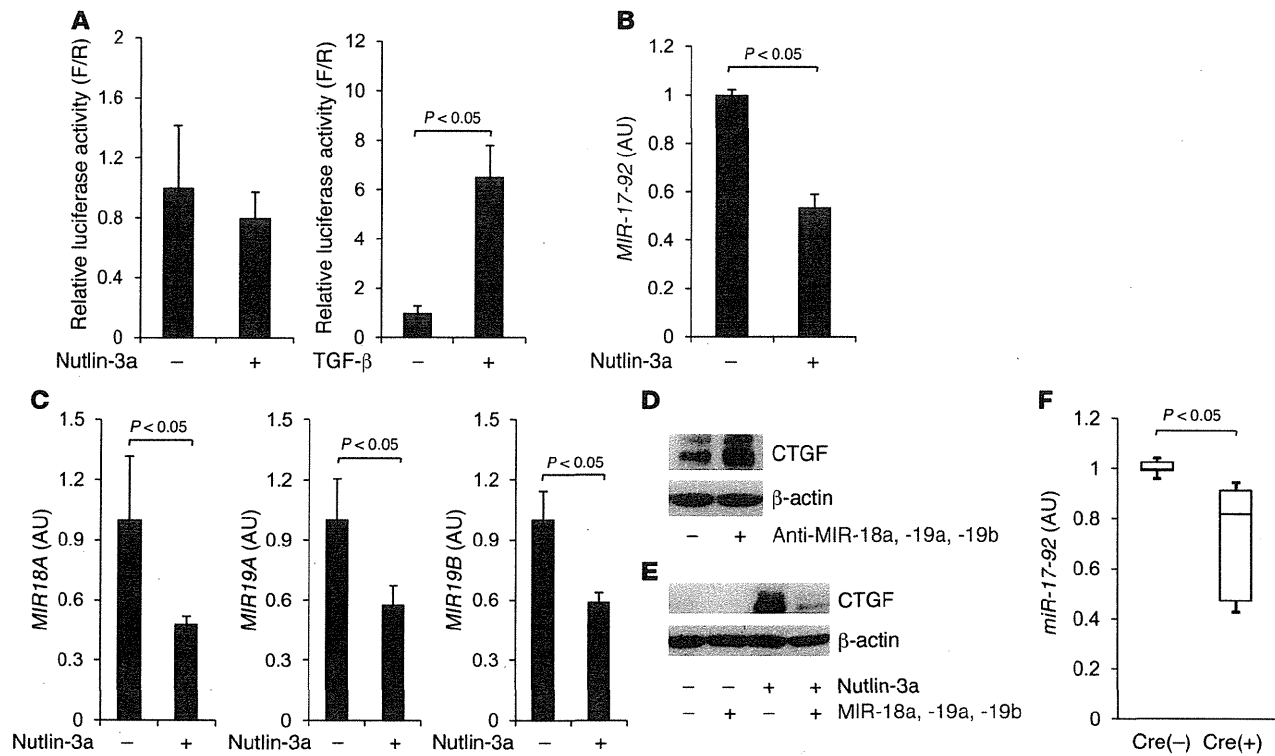 A
Relative luciferase activity (F/R)
2
1.6
1.2
0.8
0.4
0
Nutlin-3a – +
Relative luciferase activity (F/R)
12
10
8
6
4
2
0
P < 0.05
TGF-β – +
B
MIR-17-92 (AU)
1.2
1
0.8
0.6
0.4
0.2
0
P < 0.05
Nutlin-3a – +
C
MIR18A (AU)
1.5
1.2
0.9
0.6
0.3
0
P < 0.05
Nutlin-3a – +
MIR19A (AU)
1.5
1.2
0.9
0.6
0.3
0
P < 0.05
Nutlin-3a – +
MIR19B (AU)
1.5
1.2
0.9
0.6
0.3
0
P < 0.05
Nutlin-3a – +
D
CTGF
β-actin
– + Anti-MIR-18a, -19a, -19b
E
CTGF
β-actin
– – + + Nutlin-3a
– + – + MIR-18a, -19a, -19b
F
miR-17-92 (AU)
1.2
1
0.8
0.6
0.4
0.2
0
P < 0.05
Cre(–) Cre(+)